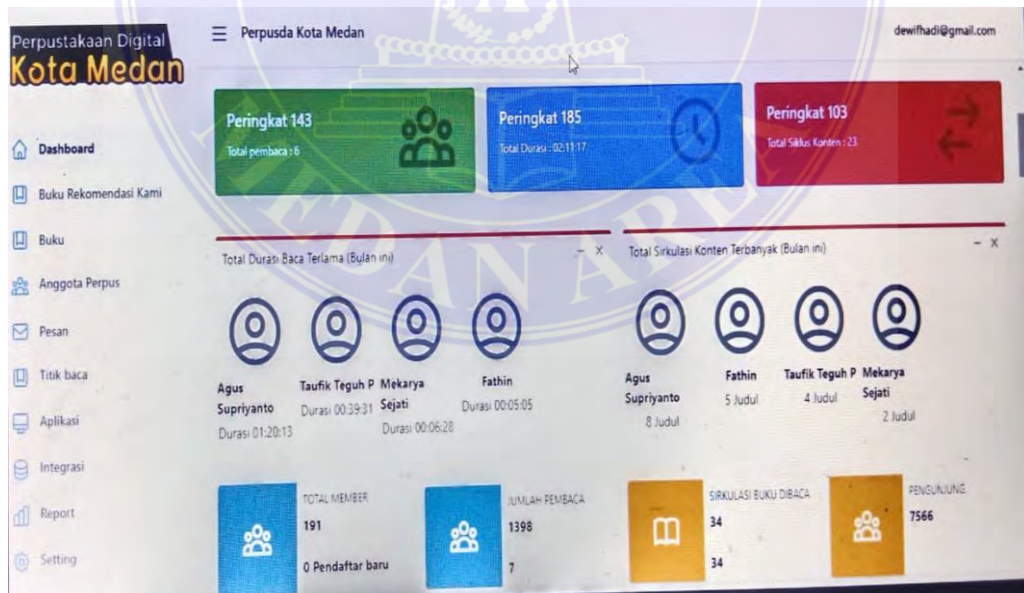 Perpustakaan Digital
Kota Medan
Perpusda Kota Medan
dewifhadi@gmail.com
Dashboard
Buku Rekomendasi Kami
Buku
Anggota Perpus
Pesan
Titik baca
Aplikasi
Integrasi
Report
Setting
Peringkat 143
Total pembaca : 6
Peringkat 185
Total Durasi : 02:11:17
Peringkat 103
Total Siklus Konten : 23
Total Durasi Baca Terlama (Bulan ini)
– X
Agus Supriyanto
Durasi 01:20:13
Taufik Teguh P
Durasi 00:39:31
Mekarya Sejati
Durasi 00:06:28
Fathin
Durasi 00:05:05
Total Sirkulasi Konten Terbanyak (Bulan ini)
– X
Agus Supriyanto
8 Judul
Fathin
5 Judul
Taufik Teguh P
4 Judul
Mekarya Sejati
2 Judul
TOTAL MEMBER
191
0 Pendaftar baru
JUMLAH PEMBACA
1398
7
SIRKULASI BUKU DIBACA
34
34
PENGUNJUNG
7566
MEDAN AREA